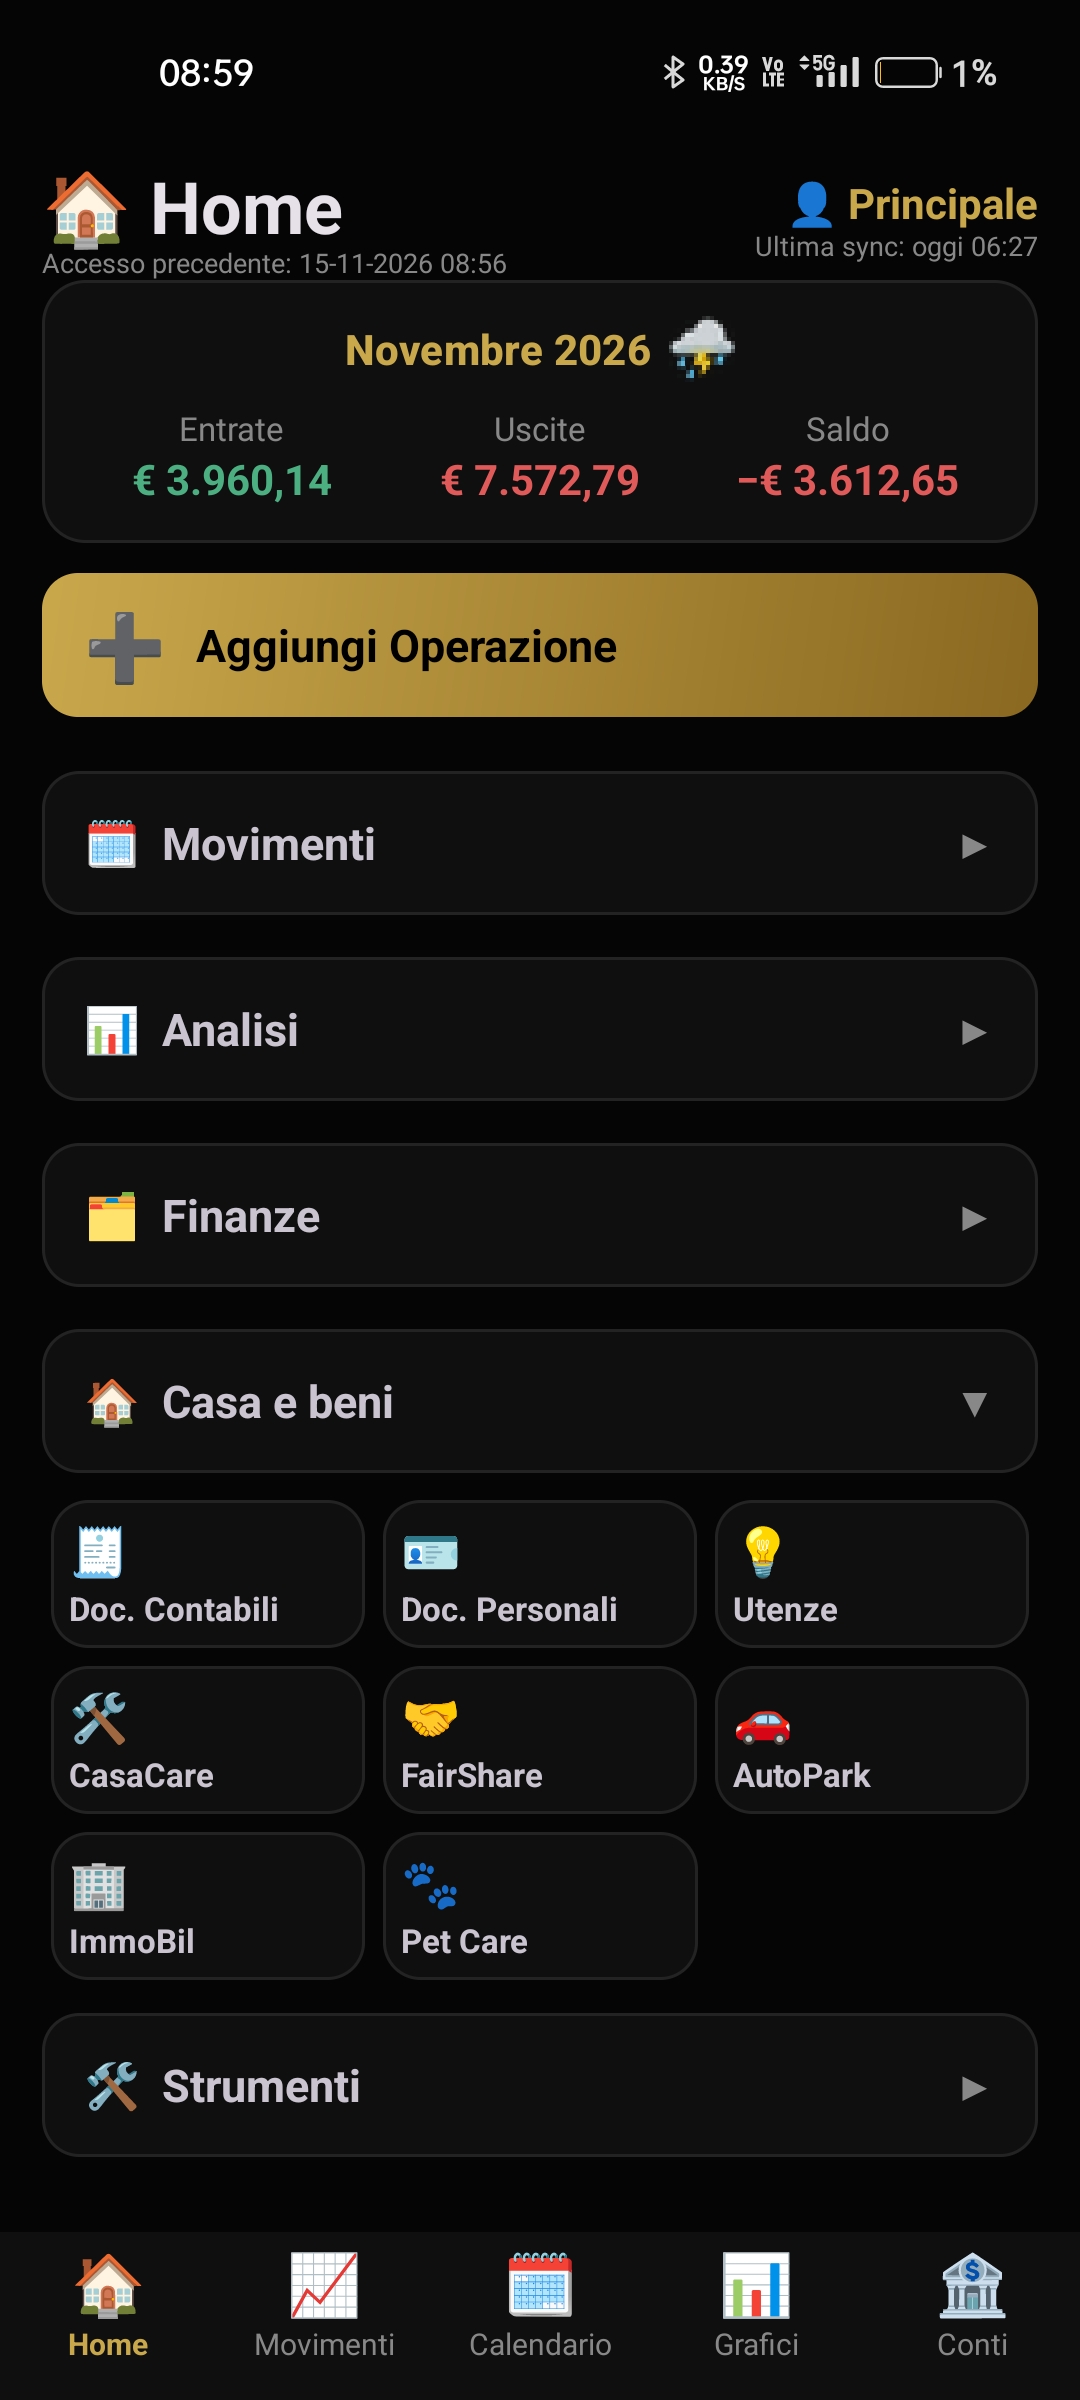 08:59
0.39 KB/S Vo LTE 5G 1%
Home
Principale
Ultima sync: oggi 06:27
Accesso precedente: 15-11-2026 08:56
Novembre 2026
Entrate Uscite Saldo
€ 3.960,14 € 7.572,79 −€ 3.612,65
Aggiungi Operazione
Movimenti
Analisi
Finanze
Casa e beni
Doc. Contabili Doc. Personali Utenze
CasaCare FairShare AutoPark
ImmoBil Pet Care
Strumenti
Home Movimenti Calendario Grafici Conti